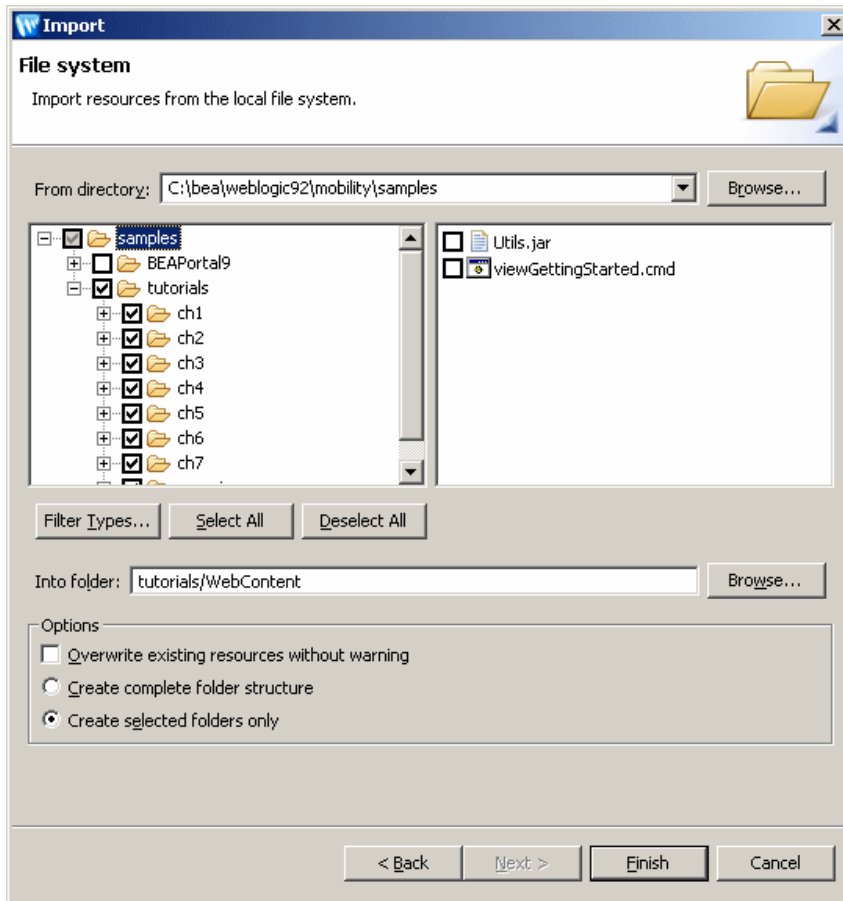 Import
File system
Import resources from the local file system.
From directory: C:\bea\weblogic92\mobility\samples Browse...
samples
BEAPortal9
tutorials
ch1
ch2
ch3
ch4
ch5
ch6
ch7
Utils.jar
viewGettingStarted.cmd
Filter Types... Select All Deselect All
Into folder: tutorials/WebContent Browse...
Options
Overwrite existing resources without warning
Create complete folder structure
Create selected folders only
< Back Next > Finish Cancel